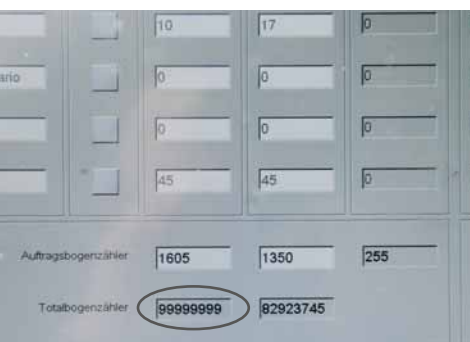 10 17 0
ario 0 0 0
0 0 0
45 45 0
Auftragsbogenzähler 1605 1350 255
Totalbogenzähler 99999999 82923745